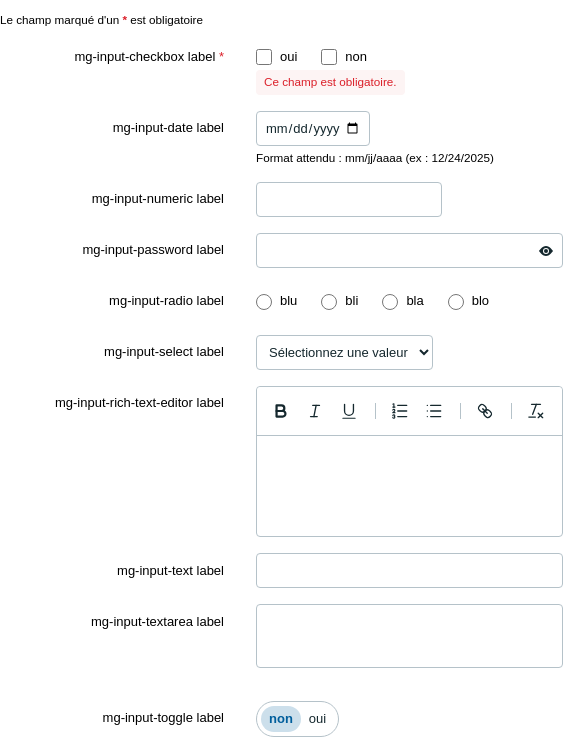 Le champ marqué d'un * est obligatoire
mg-input-checkbox label * oui non
Ce champ est obligatoire.
mg-input-date label mm/dd/yyyy
Format attendu : mm/jj/aaaa (ex : 12/24/2025)
mg-input-numeric label
mg-input-password label
mg-input-radio label blu bli bla blo
mg-input-select label Sélectionnez une valeur
mg-input-rich-text-editor label
mg-input-text label
mg-input-textarea label
mg-input-toggle label non oui